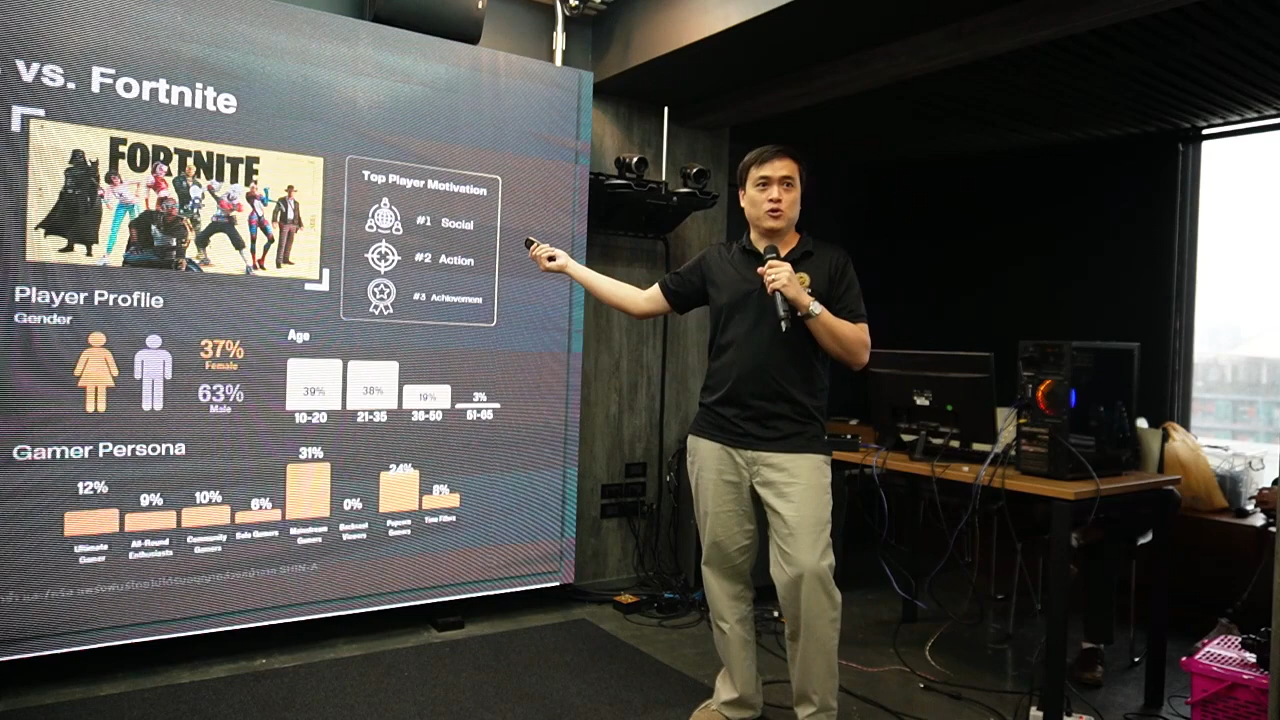 vs. Fortnite
FORTNITE
Top Player Motivation
#1 Social
#2 Action
#3 Achievement
Player Profile
Gender
37%
Female
63%
Male
Age
39%
38%
19%
3%
10-20
21-35
36-50
51-65
Gamer Persona
12%
9%
10%
6%
31%
0%
24%
8%
Ultimate
Gamer
All-Round
Enthusiasts
Community
Gamers
Solo Gamers
Mainstream
Gamers
Backseat
Viewers
Popcorn
Gamers
Time Fillers
SHIN-A